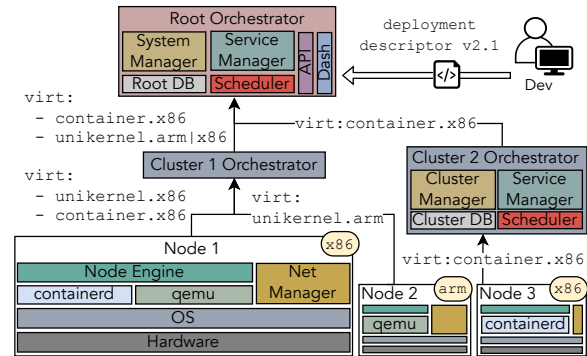 Root Orchestrator
System Manager
Service Manager
API
Dash
Root DB
Scheduler
deployment
descriptor v2.1
</>
Dev
virt:
- container.x86
- unikernel.arm|x86
virt:container.x86
Cluster 1 Orchestrator
Cluster 2 Orchestrator
Cluster Manager
Service Manager
Cluster DB
Scheduler
virt:
- unikernel.x86
- container.x86
virt:
unikernel.arm
virt:container.x86
Node 1
x86
Node Engine
Net Manager
containerd
qemu
OS
Hardware
Node 2
arm
qemu
Node 3
x86
containerd